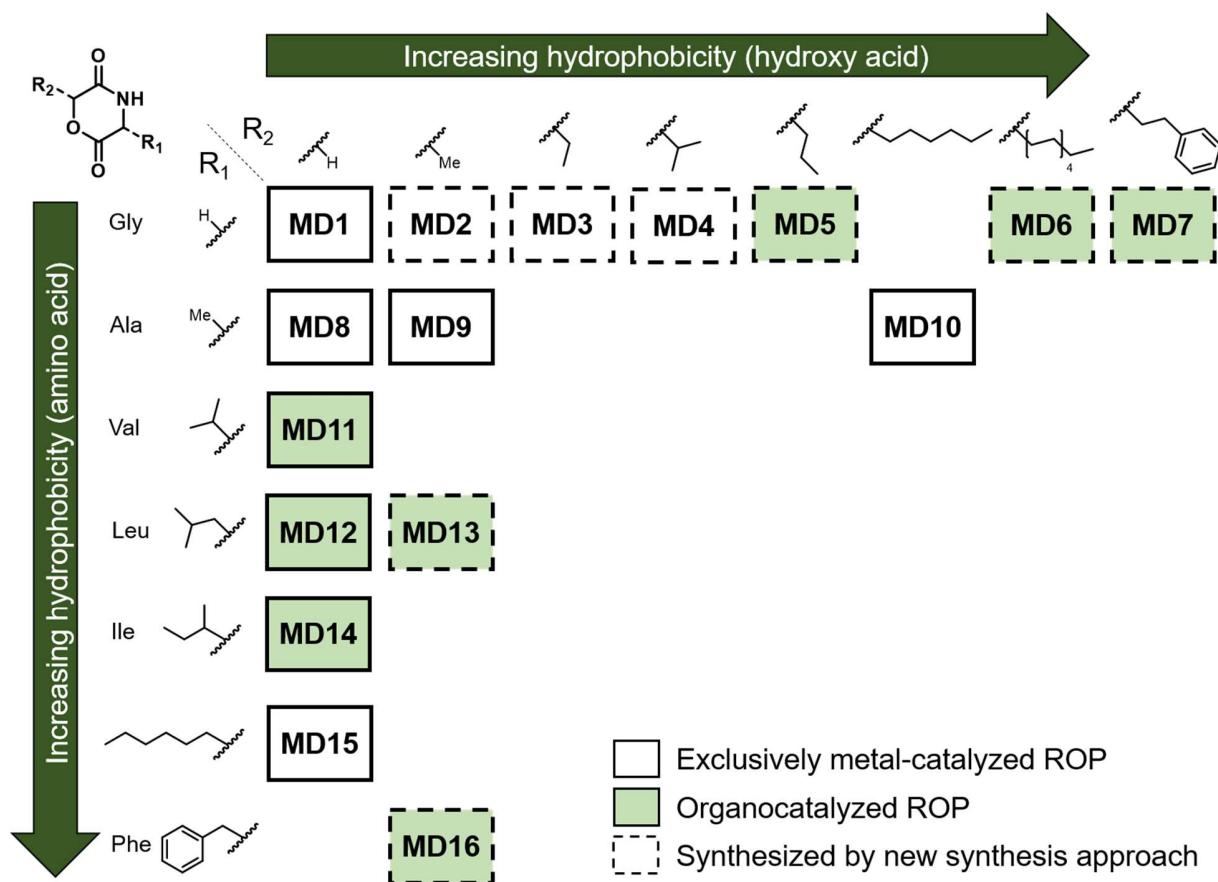 Increasing hydrophobicity (hydroxy acid)
O
R2
NH
O
R1
O
R2
R1
H
Me
4
Gly
H
MD1
MD2
MD3
MD4
MD5
MD6
MD7
Ala
Me
MD8
MD9
MD10
Val
MD11
Leu
MD12
MD13
Ile
MD14
MD15
Phe
MD16
Increasing hydrophobicity (amino acid)
Exclusively metal-catalyzed ROP
Organocatalyzed ROP
Synthesized by new synthesis approach